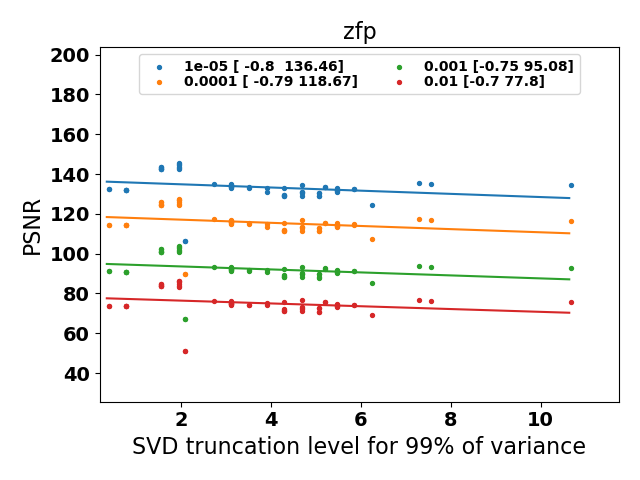 zfp
1e-05 [ -0.8  136.46]
0.0001 [ -0.79 118.67]
0.001 [-0.75 95.08]
0.01 [-0.7 77.8]
200
180
160
140
120
100
80
60
40
PSNR
2 4 6 8 10
SVD truncation level for 99% of variance